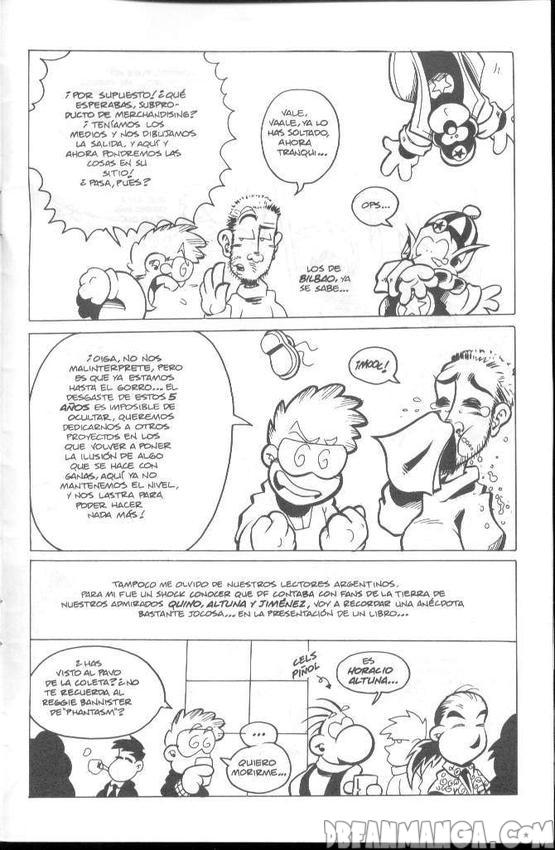 ¡POR SUPUESTO! ¿QUÉ
ESPERABAS, SUBPRO-
DUCTO DE MERCHANDISING?
¡TENÍAMOS LOS
MEDIOS Y NOS DIBUJAMOS
LA SALIDA, Y AQUÍ Y
AHORA PONDREMOS LAS
COSAS EN SU
SITIO!
¿PASA, PUES?
VALE,
VAALE, YA LO
HAS SOLTADO,
AHORA
TRANQUI...
OPS...
LOS DE
BILBAO, YA
SE SABE...
¡OIGA, NO NOS
MALINTERPRETE, PERO
ES QUE YA ESTAMOS
HASTA EL GORRO... EL
DESGASTE DE ESTOS 5
AÑOS ES IMPOSIBLE DE
OCULTAR, QUEREMOS
DEDICARNOS A OTROS
PROYECTOS EN LOS
QUE VOLVER A PONER
LA ILUSIÓN DE ALGO
QUE SE HACE CON
GANAS, AQUÍ YA NO
MANTENEMOS EL NIVEL,
Y NOS LASTRA PARA
PODER HACER
NADA MÁS!
¡MOOC!
TAMPOCO ME OLVIDO DE NUESTROS LECTORES ARGENTINOS.
PARA MI FUE UN SHOCK CONOCER QUE DF CONTABA CON FANS DE LA TIERRA DE
NUESTROS ADMIRADOS QUINO, ALTUNA Y JIMÉNEZ, VOY A RECORDAR UNA ANÉCDOTA
BASTANTE JOCOSA... EN LA PRESENTACIÓN DE UN LIBRO...
¿HAS
VISTO AL PAVO
DE LA COLETA? ¿NO
TE RECUERDA AL
REGGIE BANNISTER
DE "PHANTASM"?
CELS
PIÑOL
ES
HORACIO
ALTUNA...
...
QUIERO
MORIRME...
DBFANMANGA.COM